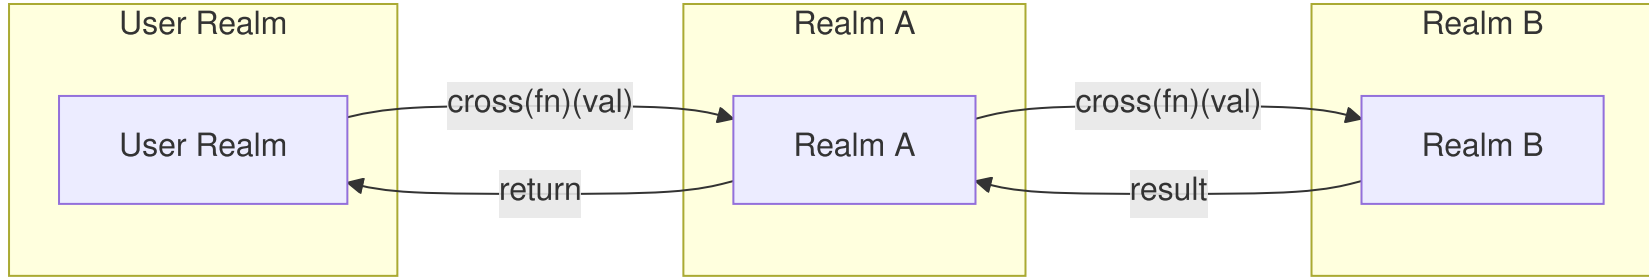 User Realm
Realm A
Realm B
cross(fn)(val)
cross(fn)(val)
User Realm
Realm A
Realm B
return
result